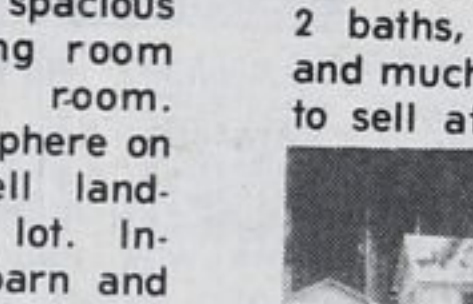 spacious
ng room
room.
phere on
ell land-
lot. In-
barn and
2 baths,
and much
to sell at